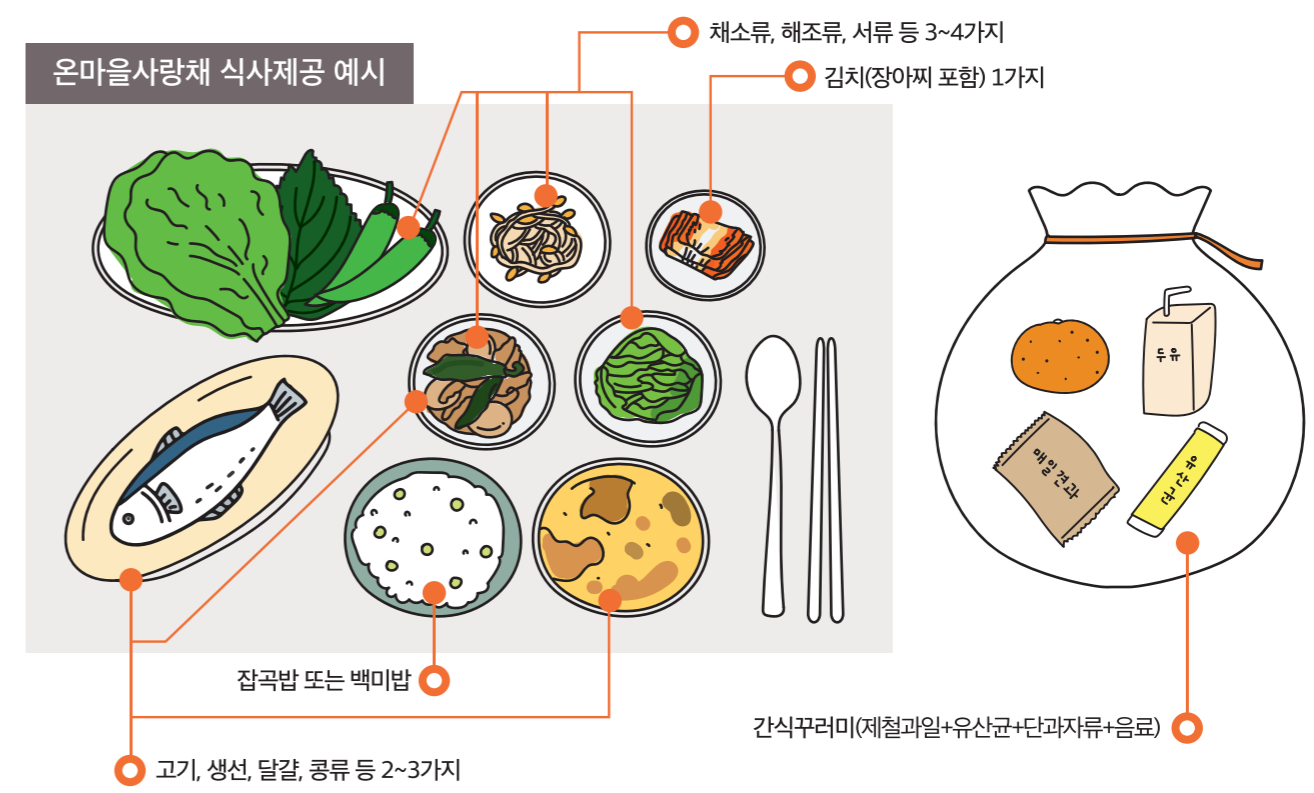 채소류, 해조류, 서류 등 3~4가지
온마을사랑채 식사제공 예시
김치(장아찌 포함) 1가지
두유
매일견과
유산균
잡곡밥 또는 백미밥
간식꾸러미(제철과일+유산균+단과자류+음료)
고기, 생선, 달걀, 콩류 등 2~3가지